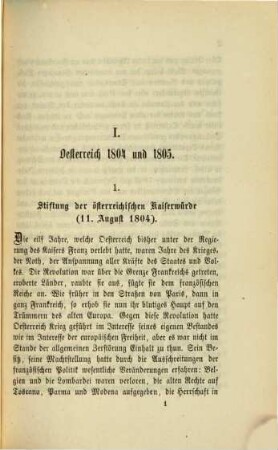 I.
Oesterreich 1804 und 1805.
1.
Stiftung der österreichischen Kaiserwürde
(11. August 1804).
Die elf Jahre, welche Oesterreich bisher unter der Regie-
rung des Kaisers Franz verlebt hatte, waren Jahre des Krieges,
der Noth, der Anspannung aller Kräfte des Staates und Vol-
kes. Die Revolution war über die Grenze Frankreichs getreten,
eroberte Länder, raubte sie aus, fügte sie dem französischen
Reiche an. Wie früher in den Straßen von Paris, dann in
ganz Frankreich, so erhob sie nun ihr blutiges Haupt auf den
Trümmern des alten Europa. Gegen diese Revolution hatte
Oesterreich Krieg geführt im Interesse seines eigenen Bestandes
wie im Interesse der europäischen Freiheit, aber es war nicht im
Stande der allgemeinen Zerstörung Einhalt zu thun. Sein Be-
sitz, seine Machtstellung hatte durch die Ausschreitungen der
französischen Politik wesentliche Veränderungen erfahren: Bel-
gien und die Lombardei waren verloren, die alten Rechte auf
Toscana, Parma und Modena aufgegeben, die Herrschaft in
1